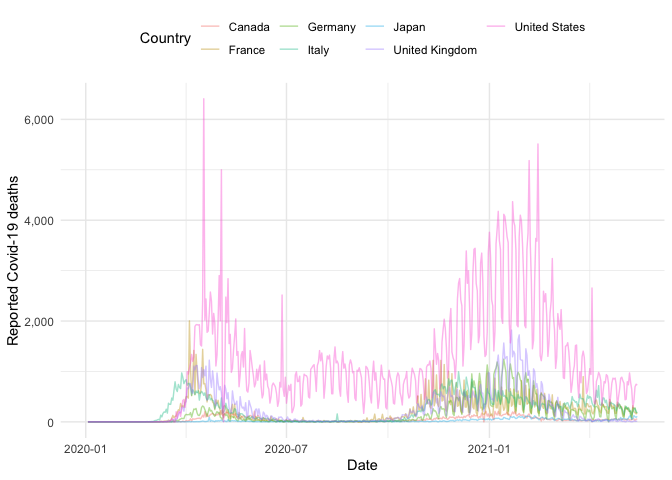 Country
Canada
Germany
Japan
United States
France
Italy
United Kingdom
6,000
4,000
2,000
0
Reported Covid-19 deaths
2020-01
2020-07
2021-01
Date